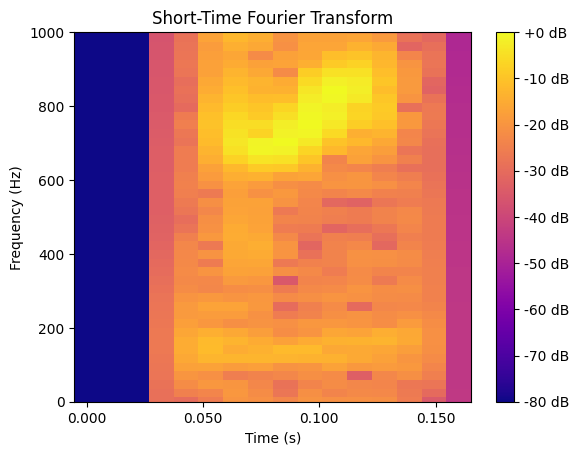 Short-Time Fourier Transform
1000
800
600
400
200
0
Frequency (Hz)
0.000
0.050
0.100
0.150
Time (s)
+0 dB
-10 dB
-20 dB
-30 dB
-40 dB
-50 dB
-60 dB
-70 dB
-80 dB